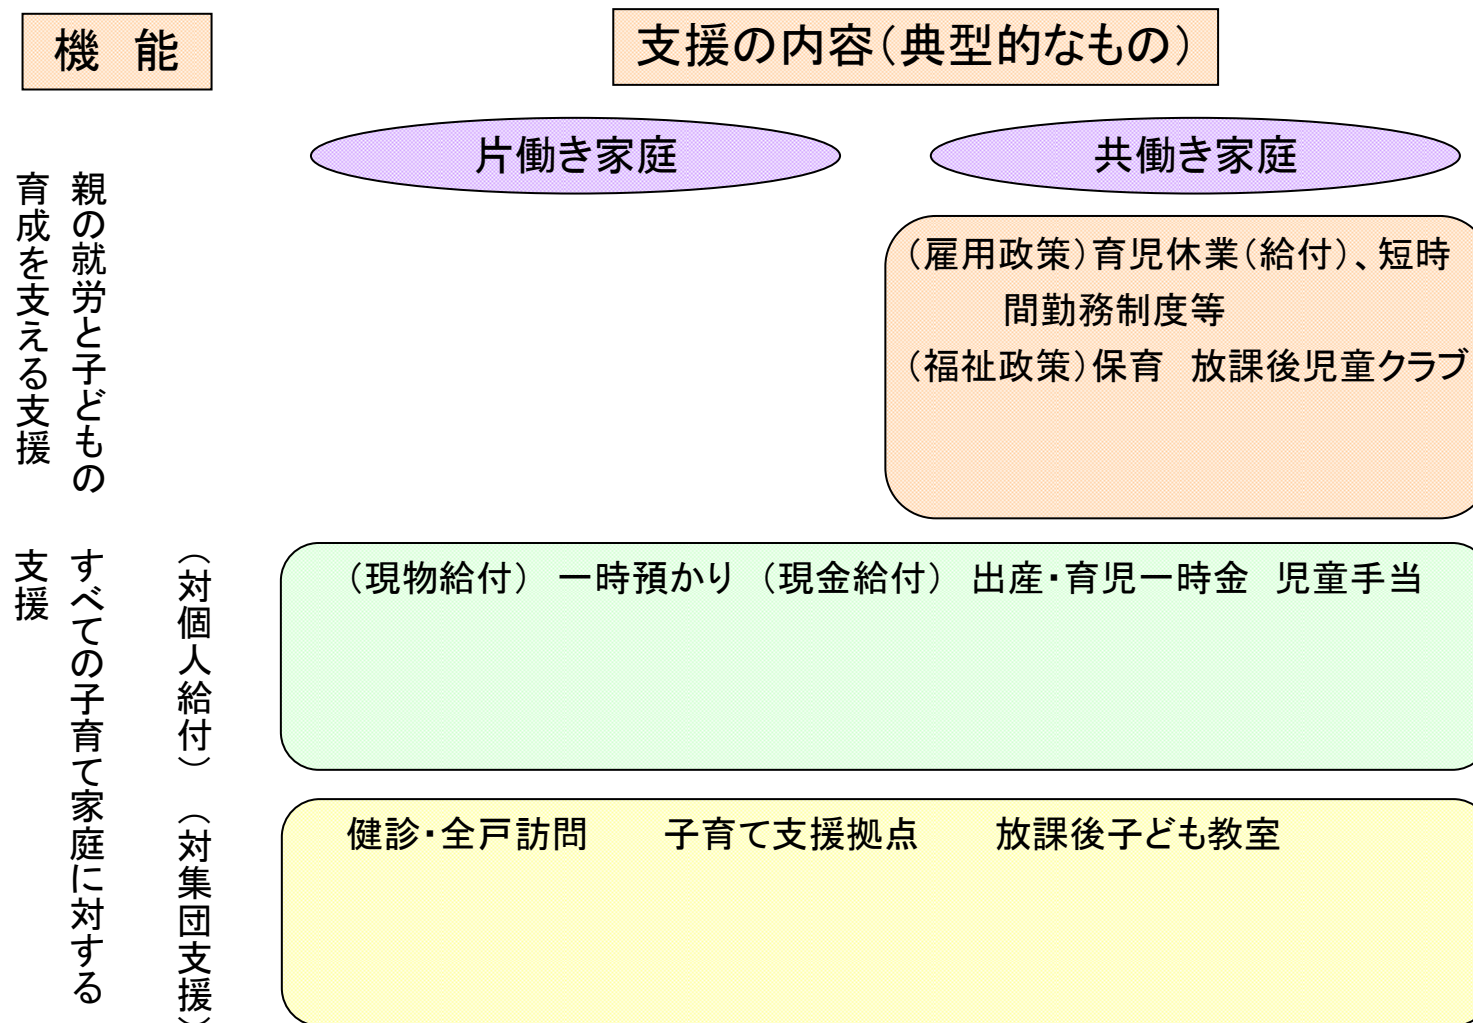 機　能
支援の内容（典型的なもの）
片働き家庭
共働き家庭
親の就労と子どもの
育成を支える支援
（雇用政策）育児休業（給付）、短時
間勤務制度等
（福祉政策）保育　放課後児童クラブ
すべての子育て家庭に対する
支援
（対個人給付）
（現物給付）　一時預かり　（現金給付）　出産・育児一時金　児童手当
（対集団支援）
健診・全戸訪問　　子育て支援拠点　　放課後子ども教室